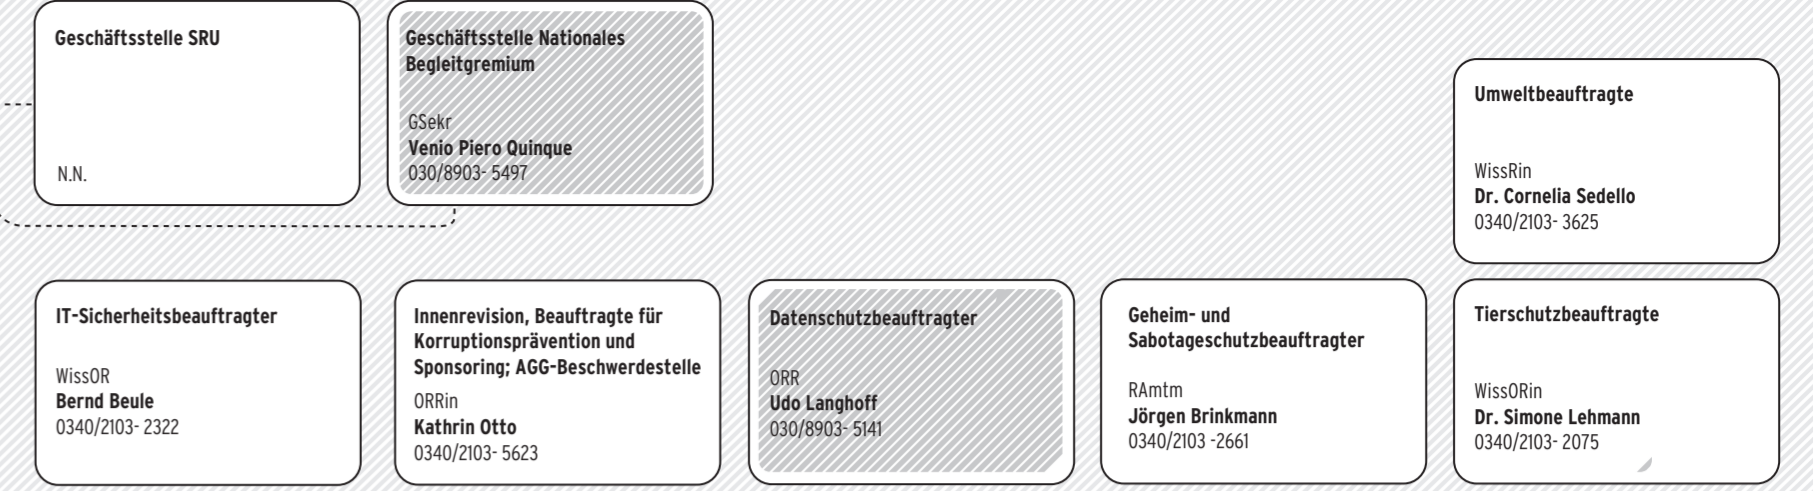 Geschäftsstelle SRU
N.N.
Geschäftsstelle Nationales
Begleitgremium
GSekr
Venio Piero Quinque
030/8903- 5497
Umweltbeauftragte
WissRin
Dr. Cornelia Sedello
0340/2103- 3625
IT-Sicherheitsbeauftragter
WissOR
Bernd Beule
0340/2103- 2322
Innenrevision, Beauftragte für
Korruptionsprävention und
Sponsoring; AGG-Beschwerdestelle
ORRin
Kathrin Otto
0340/2103- 5623
Datenschutzbeauftragter
ORR
Udo Langhoff
030/8903- 5141
Geheim- und
Sabotageschutzbeauftragter
RAmtm
Jörgen Brinkmann
0340/2103 -2661
Tierschutzbeauftragte
WissORin
Dr. Simone Lehmann
0340/2103- 2075